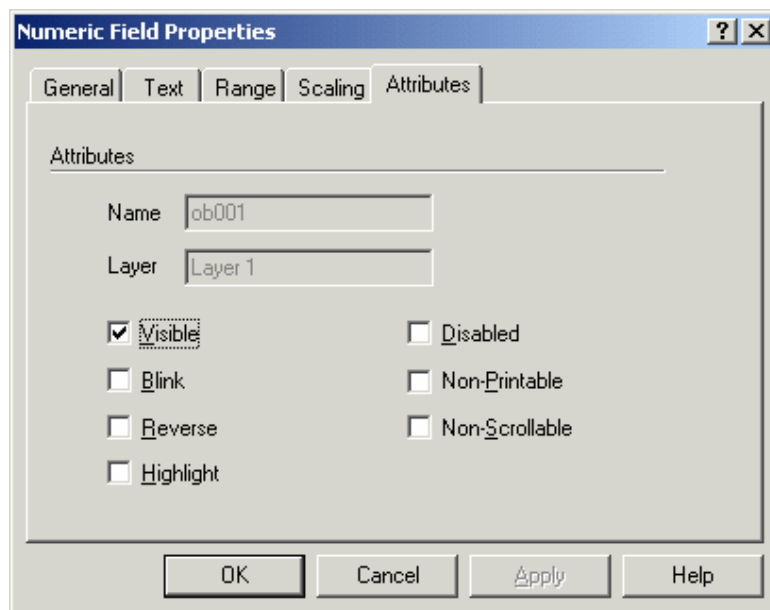 Numeric Field Properties
General Text Range Scaling Attributes
Attributes
Name ob001
Layer Layer 1
Visible Disabled
Blink Non-Printable
Reverse Non-Scrollable
Highlight
OK Cancel Apply Help